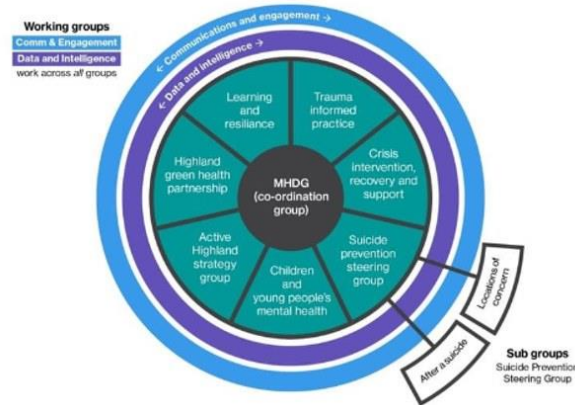 Working groups
Comm & Engagement
Data and Intelligence
work across all groups
← Communications and engagement →
← Data and intelligence →
Learning
and
resiliance
Trauma
informed
practice
Highland
green health
partnership
Crisis
intervention,
recovery and
support
MHDG
(co-ordination
group)
Active
Highland
strategy
group
Suicide
prevention
steering
group
Children
and
young people's
mental health
Locations of
concern
After a suicide
Sub groups
Suicide Prevention
Steering Group